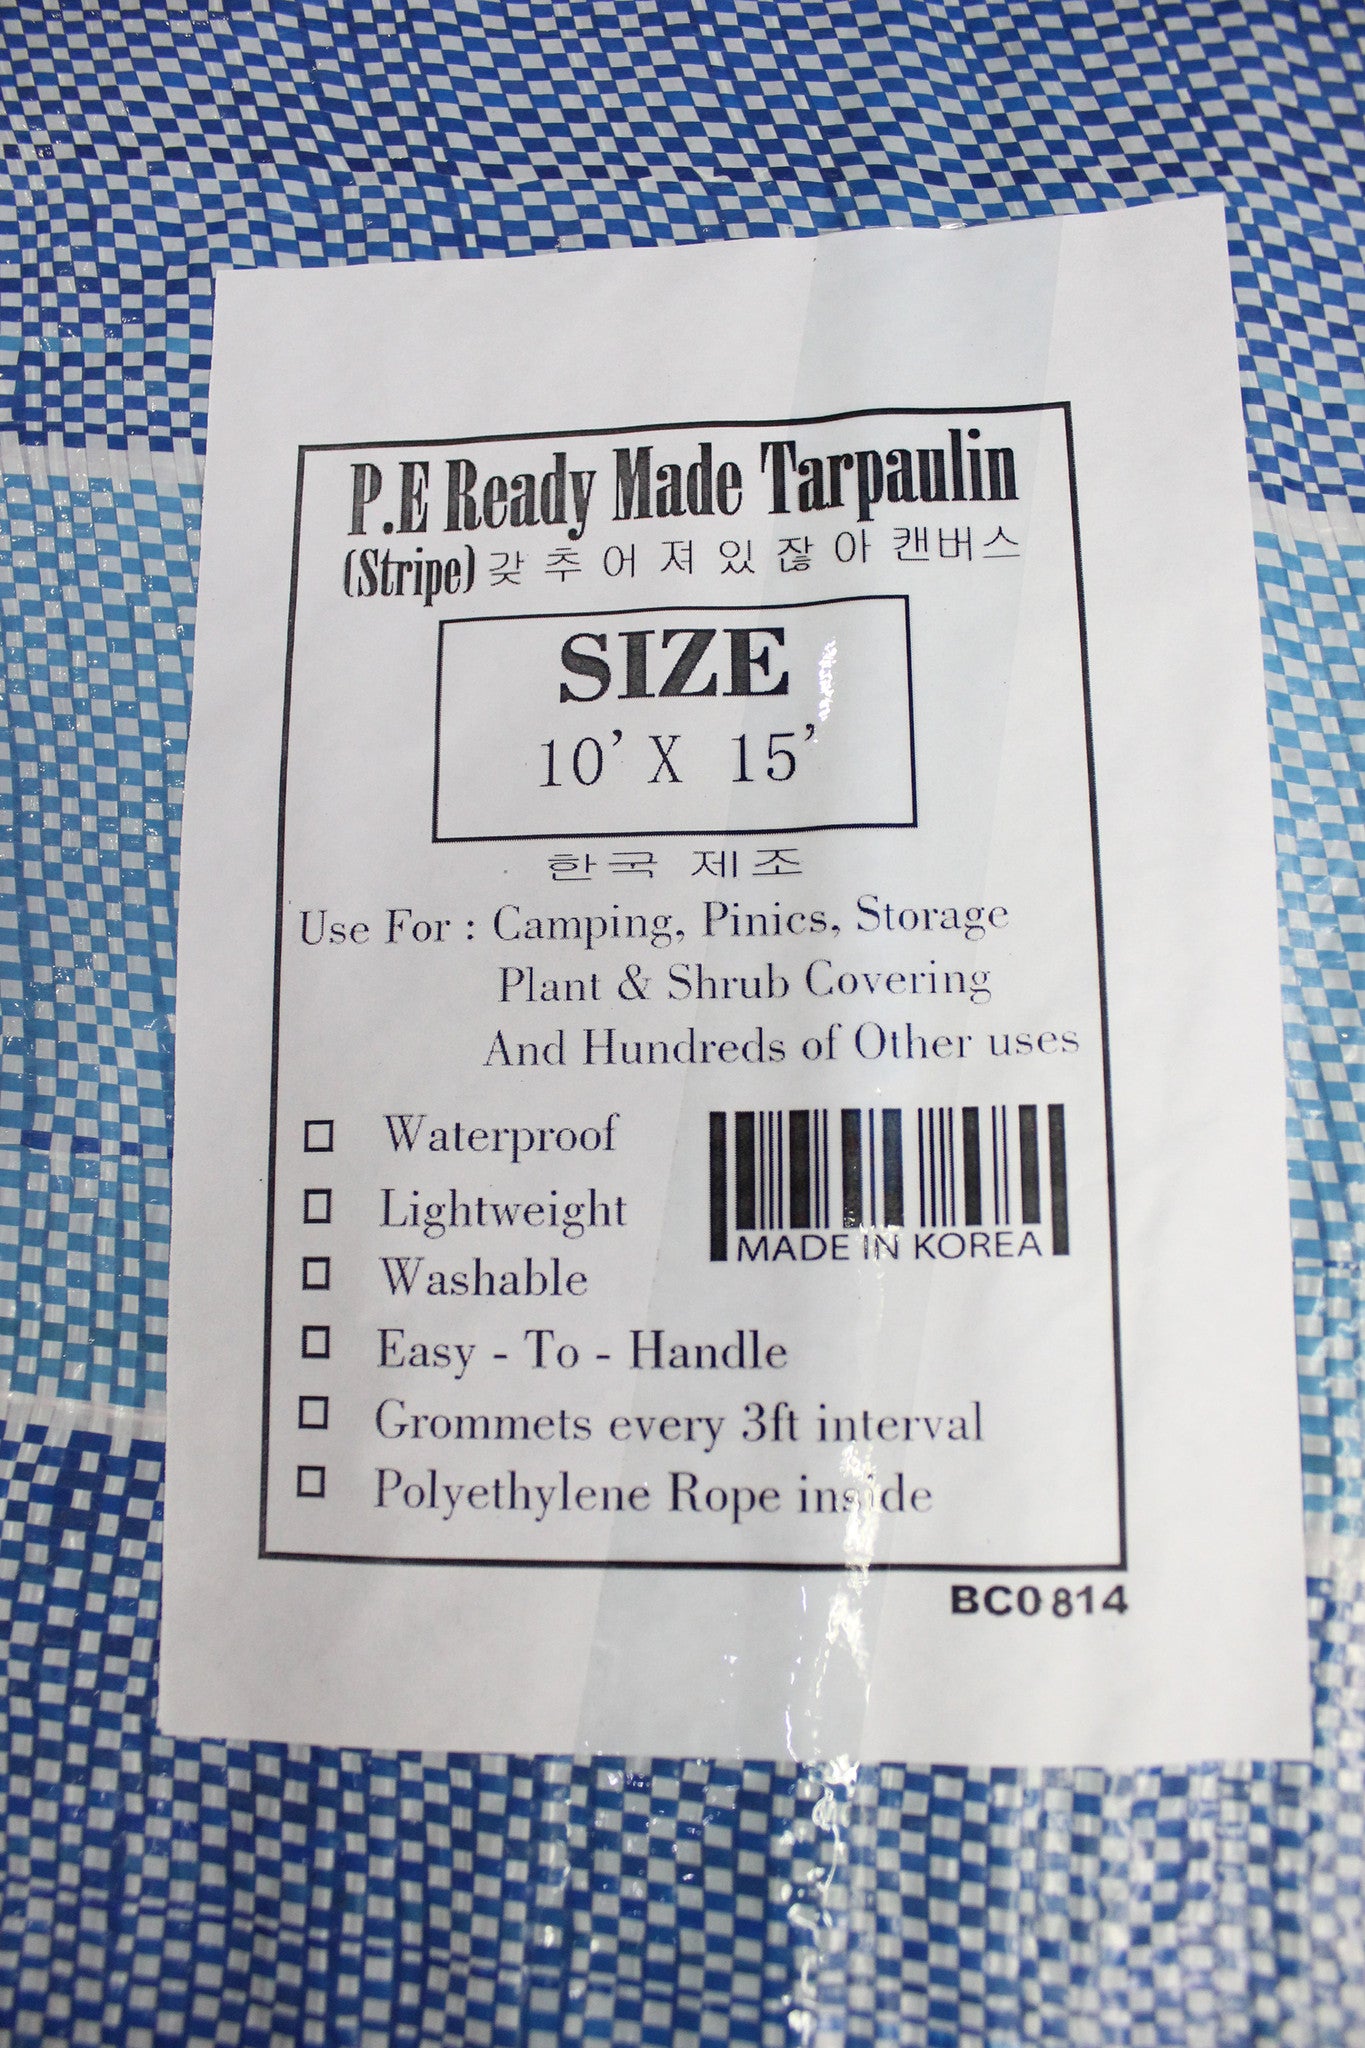 P.E Ready Made Tarpaulin
(Stripe) 갖 추 어 져 있 잖 아 캔버스
SIZE
10' X 15'
한국 제조
Use For : Camping, Pinics, Storage
Plant & Shrub Covering
And Hundreds of Other uses
Waterproof
Lightweight
Washable
Easy - To - Handle
Grommets every 3ft interval
Polyethylene Rope inside
MADE IN KOREA
BC0814